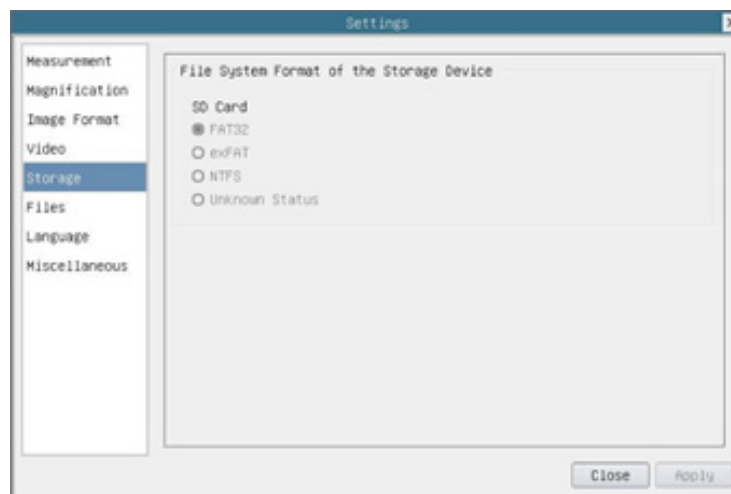 Settings
Measurement
Magnification
Image Format
Video
Storage
Files
Language
Miscellaneous
File System Format of the Storage Device
SD Card
FAT32
exFAT
NTFS
Unknown Status
Close
Apply